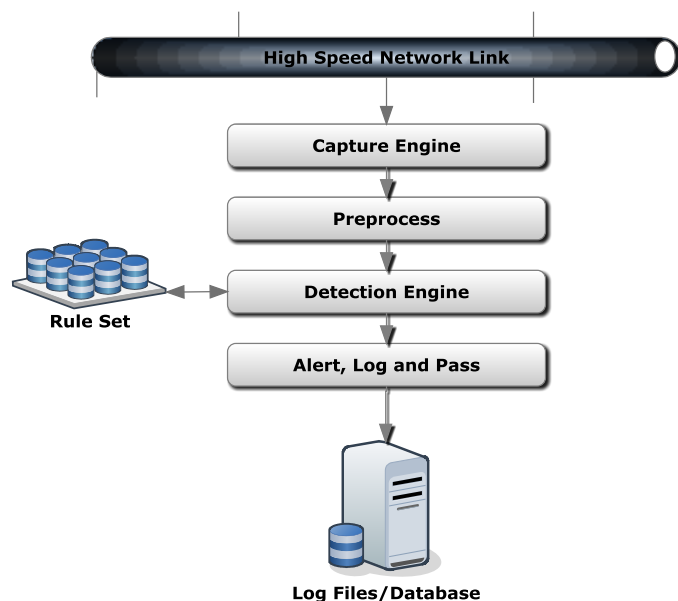 High Speed Network Link
Capture Engine
Preprocess
Detection Engine
Rule Set
Alert, Log and Pass
Log Files/Database